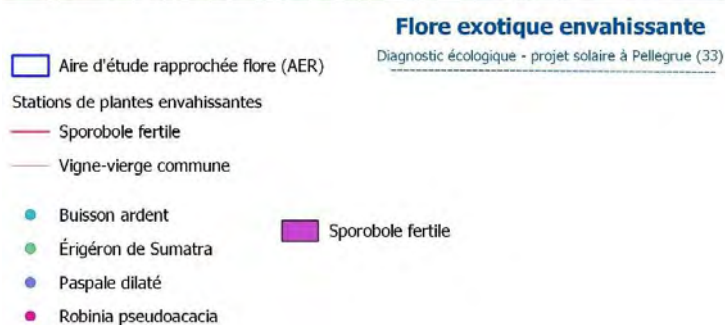 Flore exotique envahissante
Diagnostic écologique - projet solaire à Pellegrue (33)
Aire d'étude rapprochée flore (AER)
Stations de plantes envahissantes
Sporobole fertile
Vigne-vierge commune
Buisson ardent
Érigéron de Sumatra
Paspale dilaté
Robinia pseudoacacia
Sporobole fertile